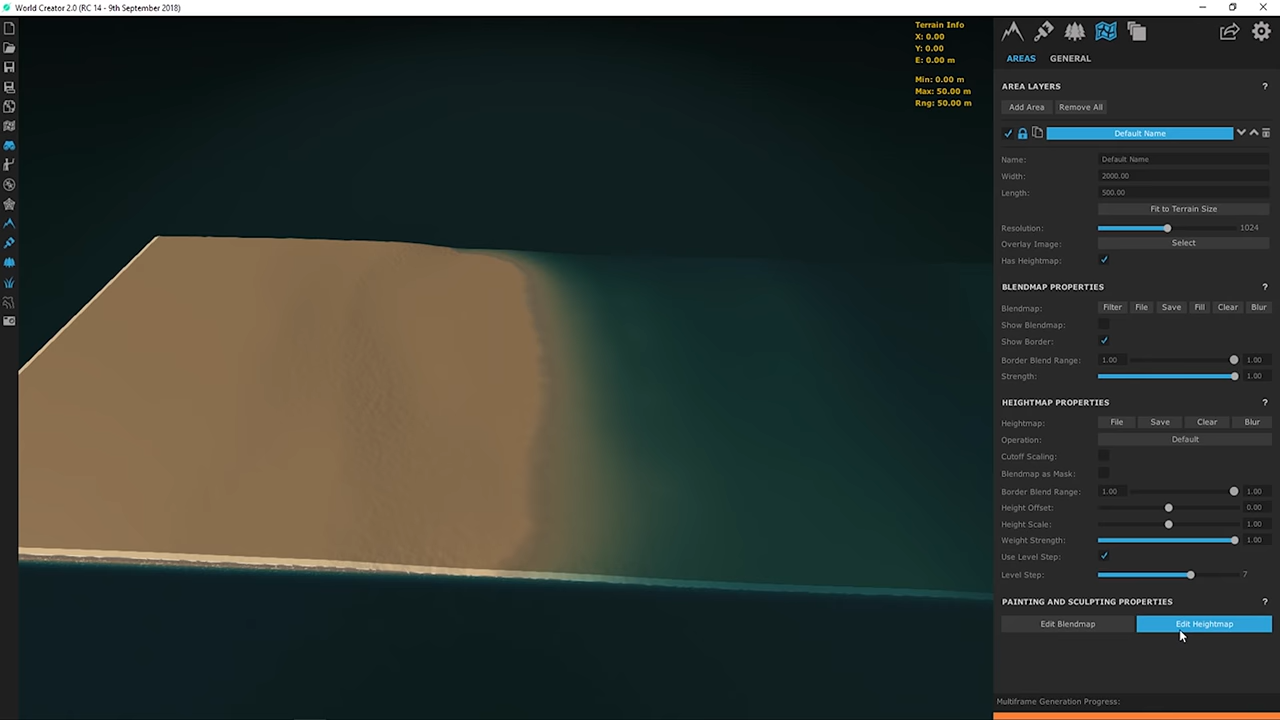 World Creator 2.0 (RC 14 - 9th September 2018)
Terrain Info
X: 0.00
Y: 0.00
E: 0.00 m
Min: 0.00 m
Max: 50.00 m
Rng: 50.00 m
AREAS GENERAL
AREA LAYERS ?
Add Area Remove All
Default Name
Name: Default Name
Width: 2000.00
Length: 500.00
Fit to Terrain Size
Resolution: 1024
Overlay Image: Select
Has Heightmap:
BLENDMAP PROPERTIES ?
Blendmap: Filter File Save Fill Clear Blur
Show Blendmap:
Show Border:
Border Blend Range: 1.00 1.00
Strength: 1.00
HEIGHTMAP PROPERTIES ?
Heightmap: File Save Clear Blur
Operation: Default
Cutoff Scaling:
Blendmap as Mask:
Border Blend Range: 1.00 1.00
Height Offset: 0.00
Height Scale: 1.00
Weight Strength: 1.00
Use Level Step:
Level Step: 7
PAINTING AND SCULPTING PROPERTIES ?
Edit Blendmap Edit Heightmap
Multiframe Generation Progress: